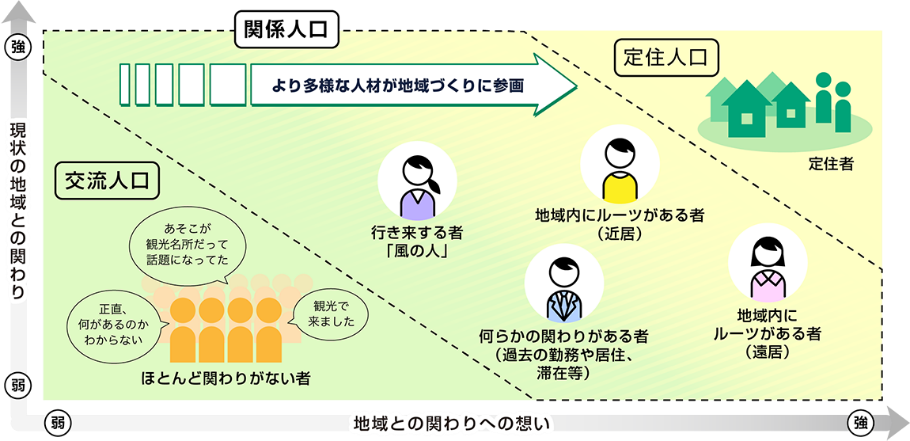 強
現状の地域との関わり
弱
関係人口
より多様な人材が地域づくりに参画
定住人口
定住者
交流人口
あそこが
観光名所だって
話題になってた
正直、
何があるのか
わからない
観光で
来ました
ほとんど関わりがない者
行き来する者
「風の人」
地域内にルーツがある者
（近居）
何らかの関わりがある者
（過去の勤務や居住、
滞在等）
地域内に
ルーツがある者
（遠居）
弱
地域との関わりへの想い
強